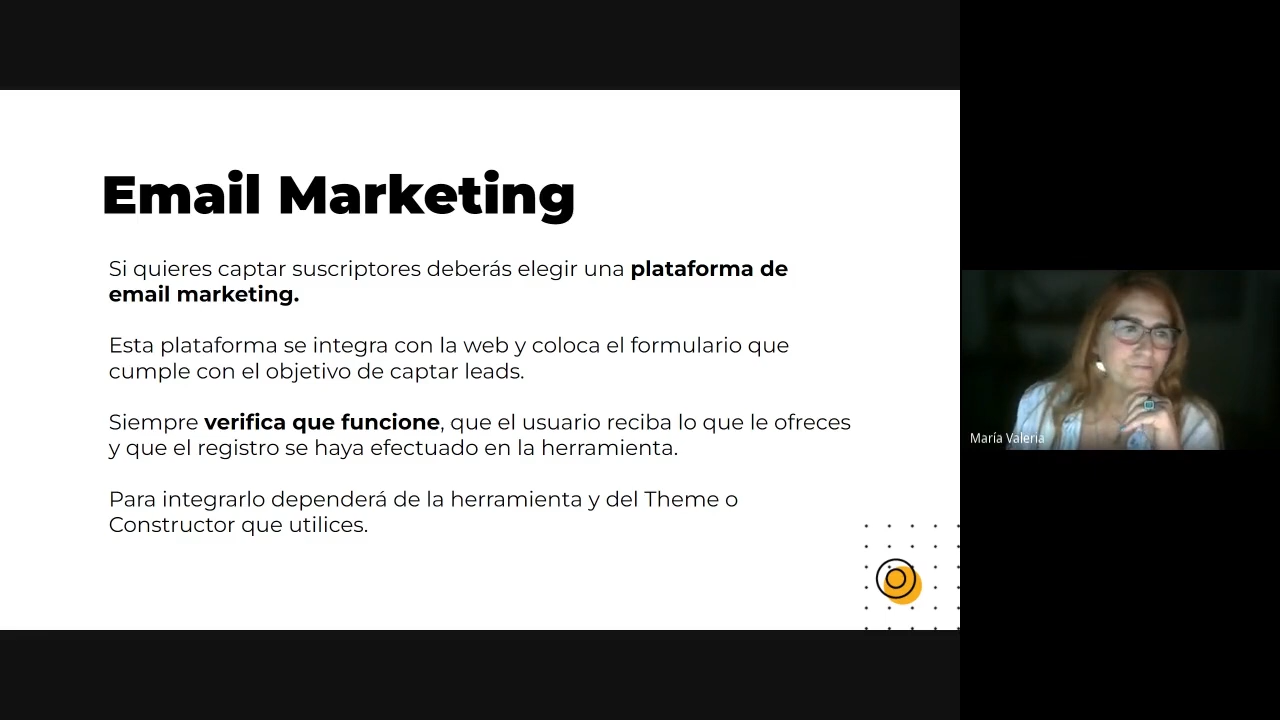 Email Marketing
Si quieres captar suscriptores deberás elegir una plataforma de
email marketing.
Esta plataforma se integra con la web y coloca el formulario que
cumple con el objetivo de captar leads.
Siempre verifica que funcione, que el usuario reciba lo que le ofreces
y que el registro se haya efectuado en la herramienta.
Para integrarlo dependerá de la herramienta y del Theme o
Constructor que utilices.
María Valeria